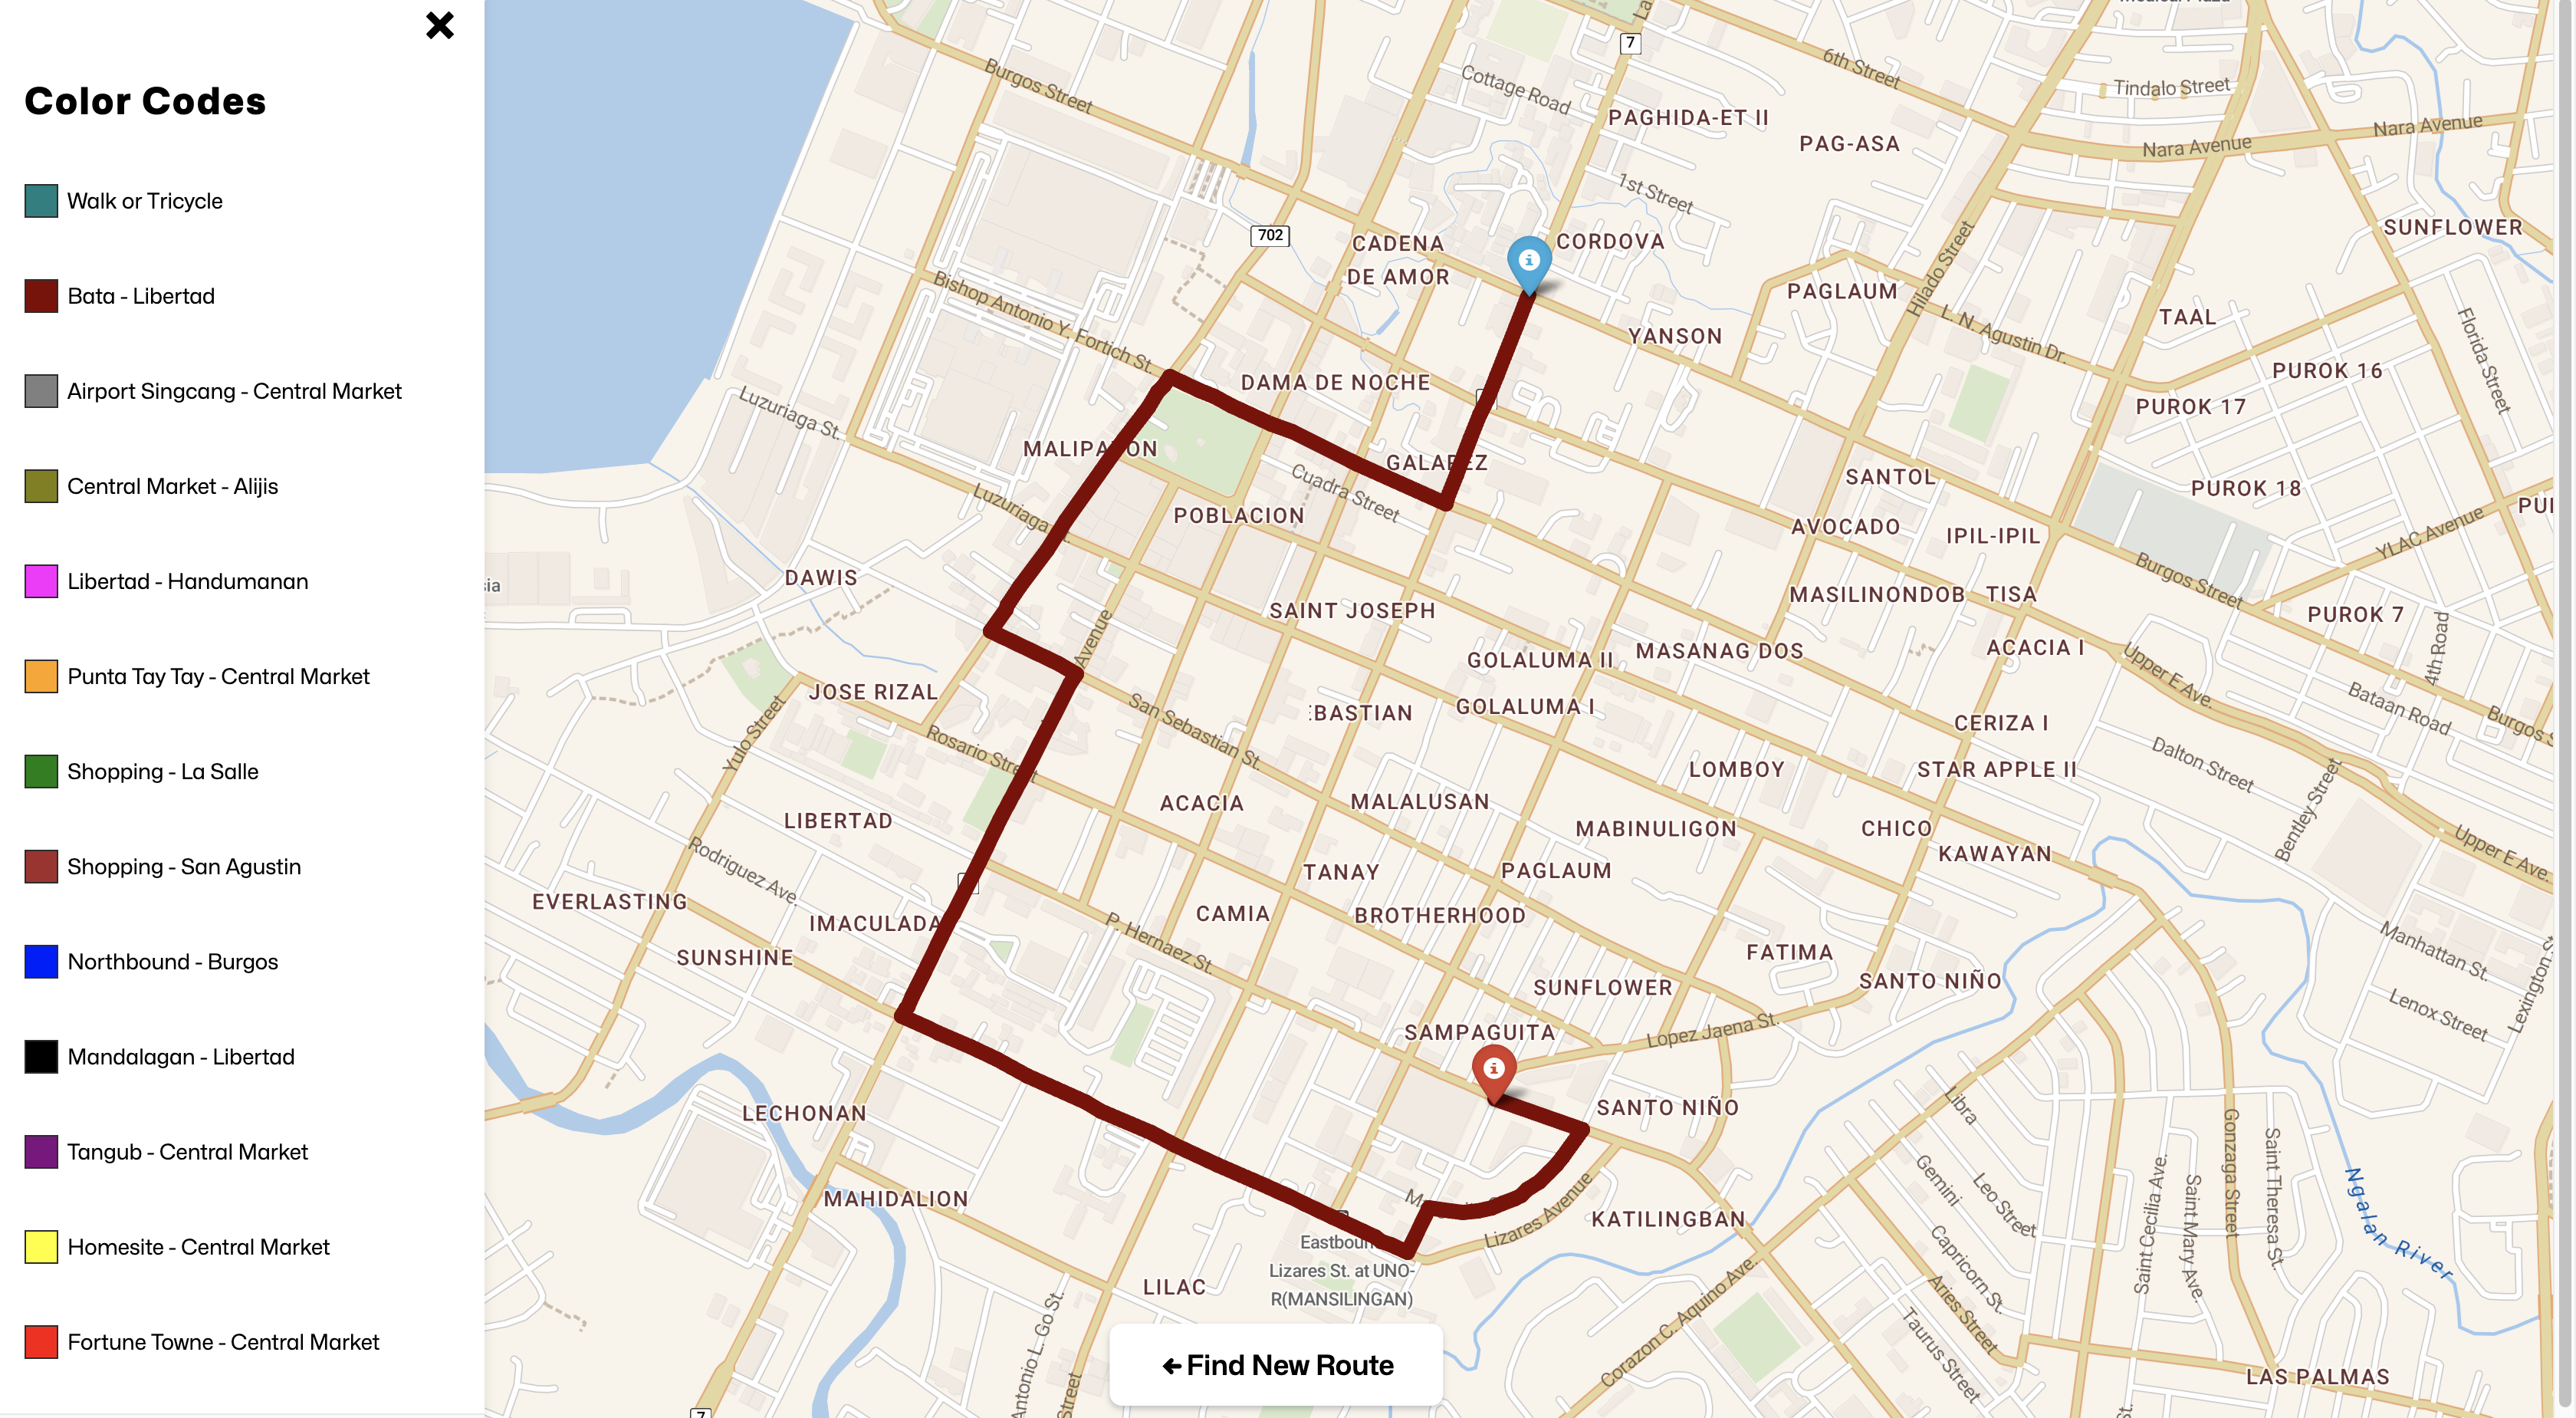 Color Codes
Walk or Tricycle
Bata - Libertad
Airport Singcang - Central Market
Central Market - Alijis
Libertad - Handumanan
Punta Tay Tay - Central Market
Shopping - La Salle
Shopping - San Agustin
Northbound - Burgos
Mandalagan - Libertad
Tangub - Central Market
Homesite - Central Market
Fortune Towne - Central Market
Burgos Street
Cottage Road
7
6th Street
Tindalo Street
Nara Avenue
Nara Avenue
PAGHIDA-ET II
PAG-ASA
1st Street
702
CADENA
DE AMOR
CORDOVA
SUNFLOWER
Hilado Street
PAGLAUM
Bishop Antonio Y. Fortich St.
YANSON
L. N. Agustin Dr.
TAAL
Florida Street
PUROK 16
DAMA DE NOCHE
PUROK 17
Luzuriaga St.
MALIPA
ON
GALA
EZ
SANTOL
PUROK 18
Cuadra Street
Luzuriaga
POBLACION
AVOCADO
IPIL-IPIL
YLAC Avenue
DAWIS
Burgos Street
SAINT JOSEPH
MASILINONDOB
TISA
PUROK 7
4th Road
Avenue
GOLALUMA II
MASANAG DOS
ACACIA I
Upper E Ave.
JOSE RIZAL
San Sebastian St.
BASTIAN
GOLALUMA I
CERIZA I
Bataan Road
Burgos S
Yulo Street
Rosario Street
LOMBOY
STAR APPLE II
Dalton Street
Bentley Street
LIBERTAD
ACACIA
MALALUSAN
MABINULIGON
CHICO
KAWAYAN
Upper E Ave.
Rodriguez Ave.
TANAY
PAGLAUM
EVERLASTING
IMACULADA
CAMIA
BROTHERHOOD
P. Hernaez St.
SUNSHINE
FATIMA
Manhattan St.
SUNFLOWER
SANTO NIÑO
Lenox Street
Lexington S
SAMPAGUITA
Lopez Jaena St.
LECHONAN
SANTO NIÑO
Libra
MAHIDALION
Gemini
Leo Street
Saint Cecilia Ave.
Saint Mary Ave.
Gonzaga Street
Saint Theresa St.
Ngalan River
Lizares Avenue
KATILINGBAN
Eastboun
Lizares St. at UNO-
R(MANSILINGAN)
Capricorn St.
LILAC
Corazon C. Aquino Ave.
Aries Street
Taurus Street
Antonio L. Go St.
Street
← Find New Route
LAS PALMAS
7